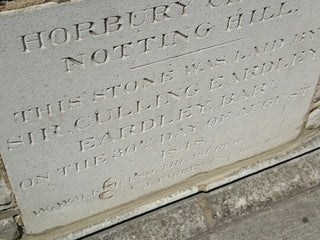 HORBURY
NOTTING HILL.
THIS STONE WAS LAID BY
SIR CULLING EARDLEY
EARDLEY BART
ON THE 30TH DAY OF AUGUST
1848.